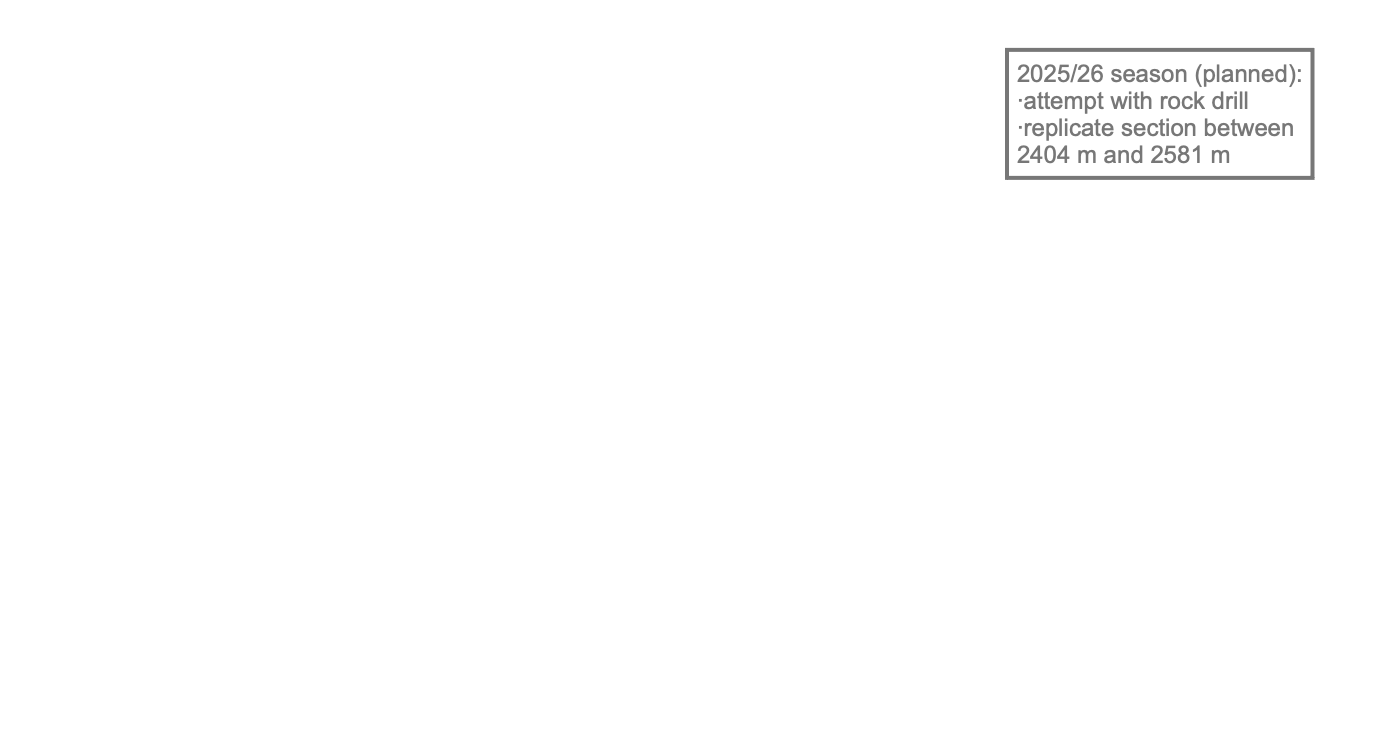 2025/26 season (planned):
·attempt with rock drill
·replicate section between
2404 m and 2581 m